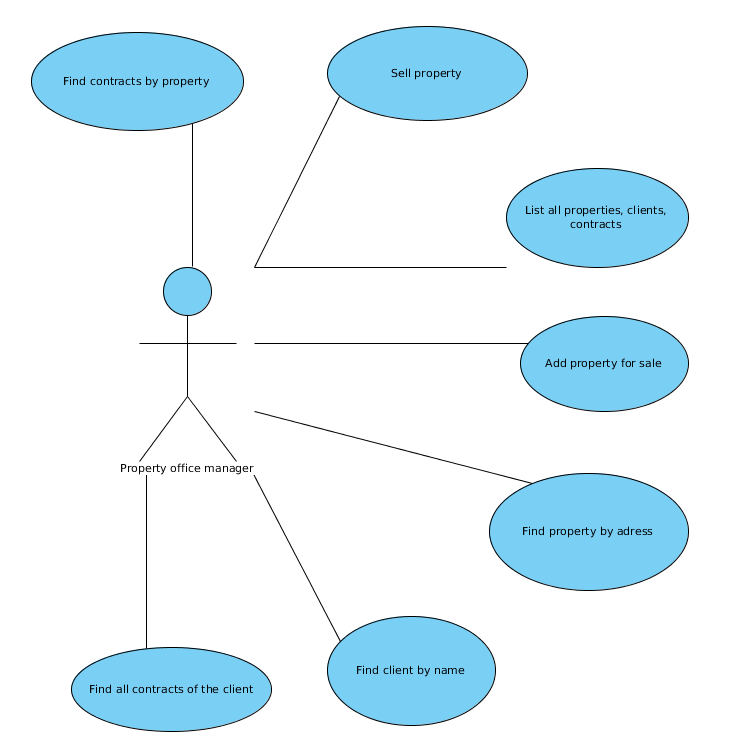 Find contracts by property
Sell property
List all properties, clients,
contracts
Add property for sale
Property office manager
Find property by adress
Find client by name
Find all contracts of the client